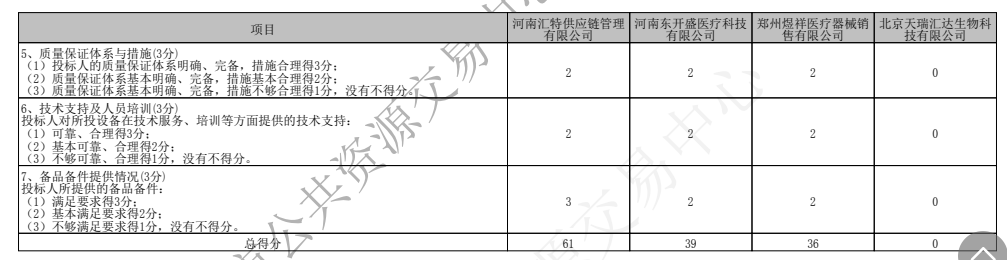 项目
河南汇特供应链管理
有限公司
河南东开盛医疗科技
有限公司
郑州煜祥医疗器械销
售有限公司
北京天瑞汇达生物科
技有限公司
5、质量保证体系与措施(3分)
（1）投标人的质量保证体系明确、完备，措施合理得3分；
（2）质量保证体系基本明确、完备，措施基本合理得2分；
（3）质量保证体系基本明确、完备，措施不够合理得1分，没有不得分。
2
2
2
0
6、技术支持及人员培训(3分)
投标人对所投设备在技术服务、培训等方面提供的技术支持：
（1）可靠、合理得3分；
（2）基本可靠、合理得2分；
（3）不够可靠、合理得1分，没有不得分。
2
2
2
0
7、备品备件提供情况(3分)
投标人所提供的备品备件：
（1）满足要求得3分；
（2）基本满足要求得2分；
（3）不够满足要求得1分，没有不得分。
3
2
2
0
总得分
61
39
36
0
公共资源交易
源交易中心